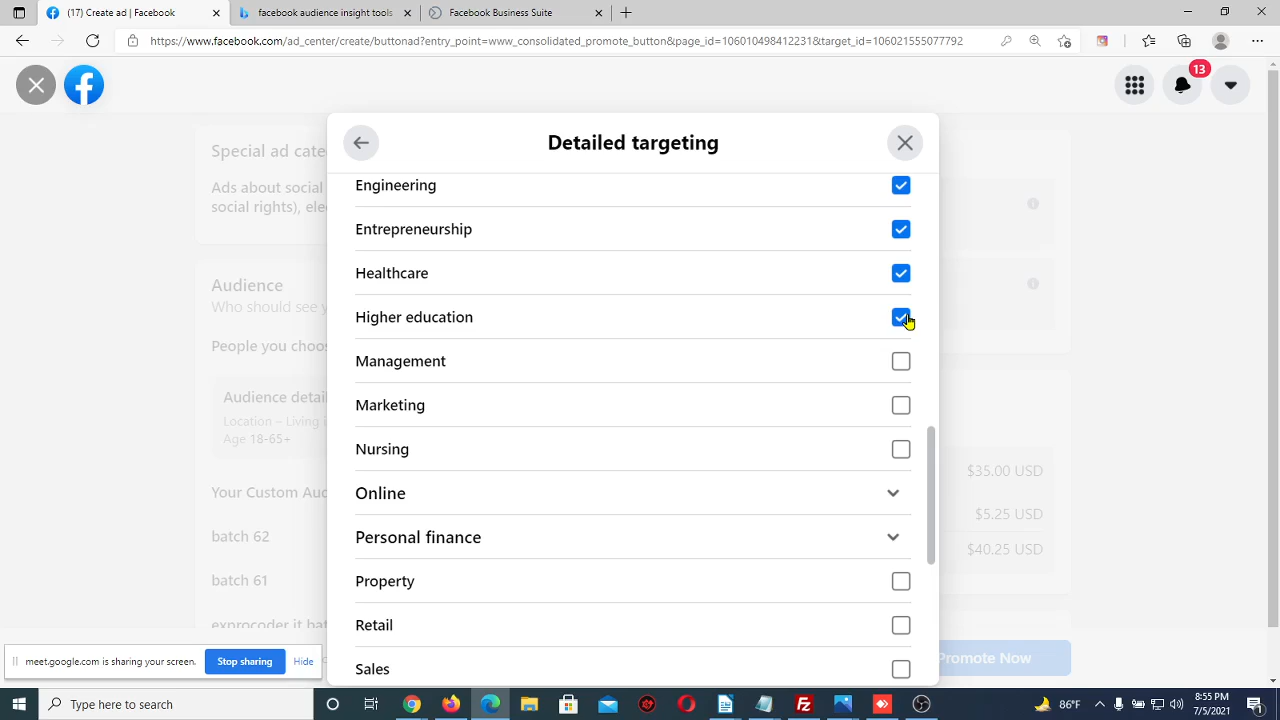 (17) Create ad | Facebook
facebook audience insight tools -
Facebook Business Suite
https://www.facebook.com/ad_center/create/buttonad?entry_point=www_consolidated_promote_button&page_id=106010498412231&target_id=106021555077792
13
Detailed targeting
Special ad cate
Ads about social
social rights), ele
Engineering
Entrepreneurship
Healthcare
Higher education
Management
Marketing
Nursing
Online
Personal finance
Property
Retail
Sales
Audience
Who should see y
People you choos
Audience detail
Location – Living i
Age 18-65+
Your Custom Aud
batch 62
batch 61
exprocoder it bat
$35.00 USD
$5.25 USD
$40.25 USD
Promote Now
meet.google.com is sharing your screen.
Stop sharing
Hide
Type here to search
86°F
8:55 PM
7/5/2021